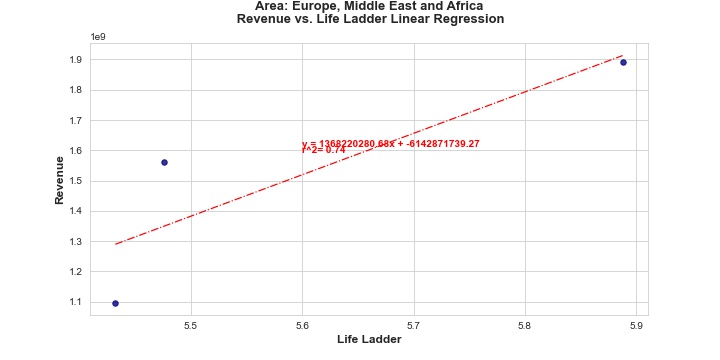 Area: Europe, Middle East and Africa
Revenue vs. Life Ladder Linear Regression
1e9
1.9
1.8
1.7
1.6
1.5
1.4
1.3
1.2
1.1
Revenue
y = 1368220280.68x + -6142871739.27
r^2= 0.74
5.5 5.6 5.7 5.8 5.9
Life Ladder